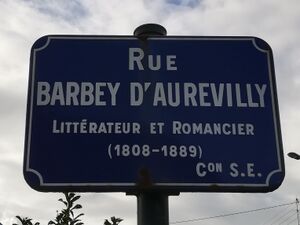 RUE
BARBEY D'AUREVILLY
LITTÉRATEUR ET ROMANCIER
(1808-1889)
CON S.E.